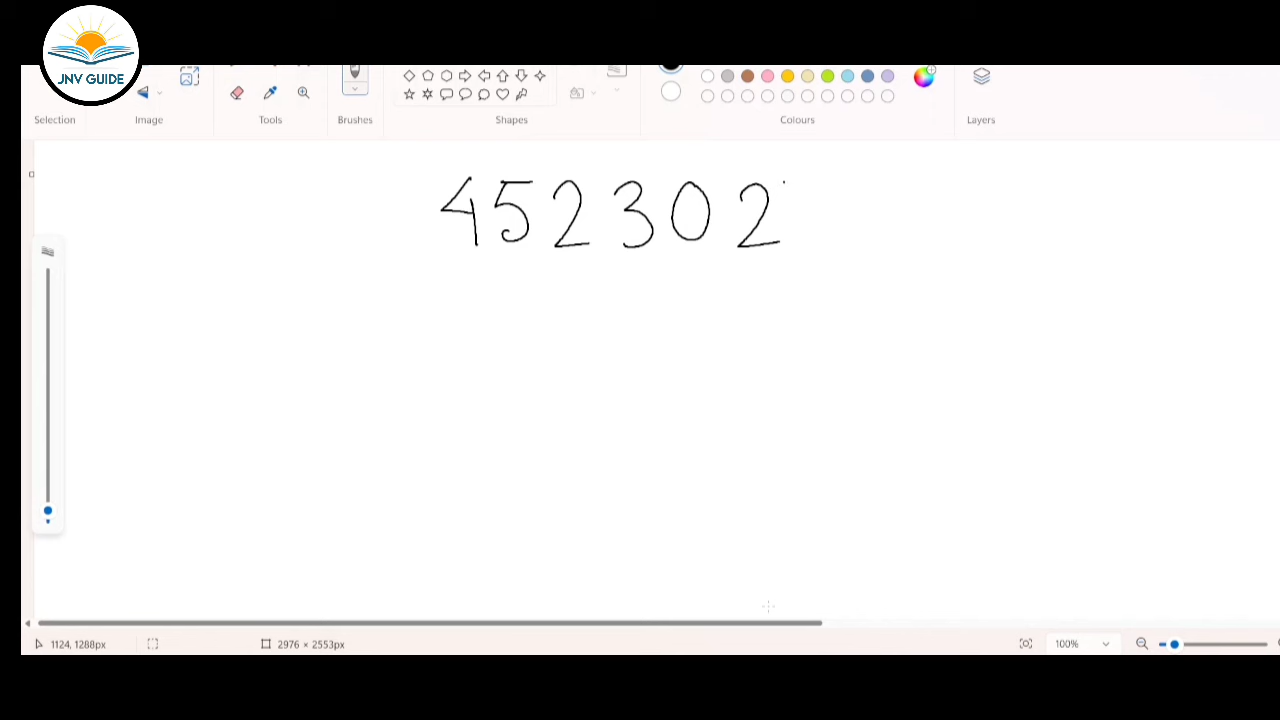 JNV GUIDE
Selection
Image
Tools
Brushes
Shapes
Colours
Layers
452302
1124, 1288px
2976 × 2553px
100%